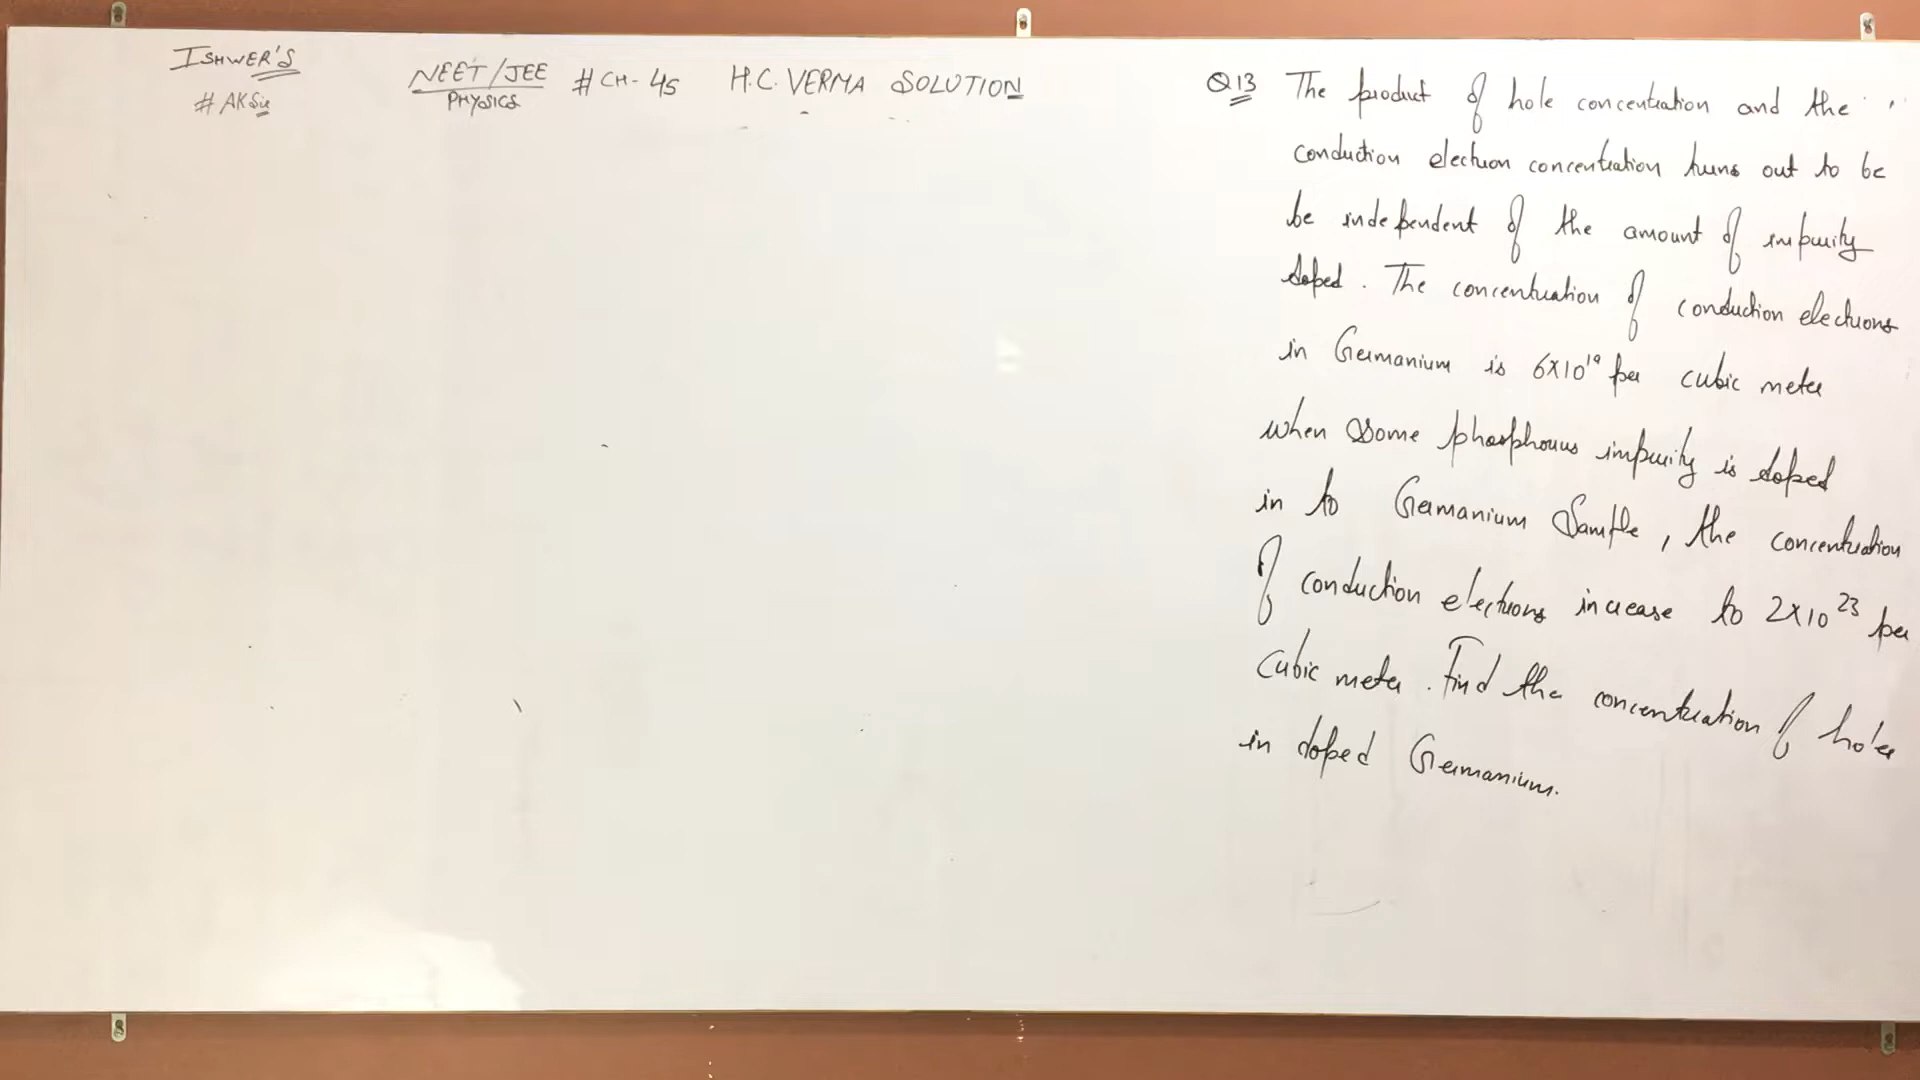 ISHWER'S
# AKSir
NEET/JEE
PHYSICS
# CH-45 H.C. VERMA SOLUTION
Q13 The product of hole concentration and the
conduction electron concentration turns out to be
be independent of the amount of impurity
doped. The concentration of conduction electrons
in Germanium is 6×10¹⁹ per cubic meter
when some phosphorus impurity is doped
in to Germanium Sample, the concentration
of conduction electrons increase to 2×10²³ per
cubic meter. Find the concentration of holes
in doped Germanium.